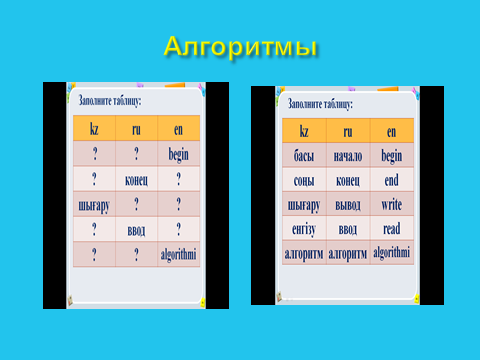 Алгоритмы
Заполните таблицу:
kz ru en
? ? begin
? конец ?
шығару ? ?
? ввод ?
? ? algorithmi
Заполните таблицу:
kz ru en
басы начало begin
соңы конец end
шығару вывод write
енгізу ввод read
алгоритм алгоритм algorithmi